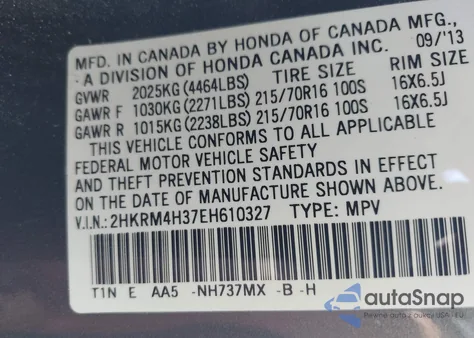 MFD. IN CANADA BY HONDA OF CANADA MFG.,
A DIVISION OF HONDA CANADA INC. 09/'13
GVWR 2025KG(4464LBS) TIRE SIZE RIM SIZE
GAWR F 1030KG(2271LBS) 215/70R16 100S 16X6.5J
GAWR R 1015KG(2238LBS) 215/70R16 100S 16X6.5J
THIS VEHICLE CONFORMS TO ALL APPLICABLE
FEDERAL MOTOR VEHICLE SAFETY
AND THEFT PREVENTION STANDARDS IN EFFECT
ON THE DATE OF MANUFACTURE SHOWN ABOVE.
V.I.N.: 2HKRM4H37EH610327 TYPE: MPV
T1N E AA5 -NH737MX -B -H
autoSnap